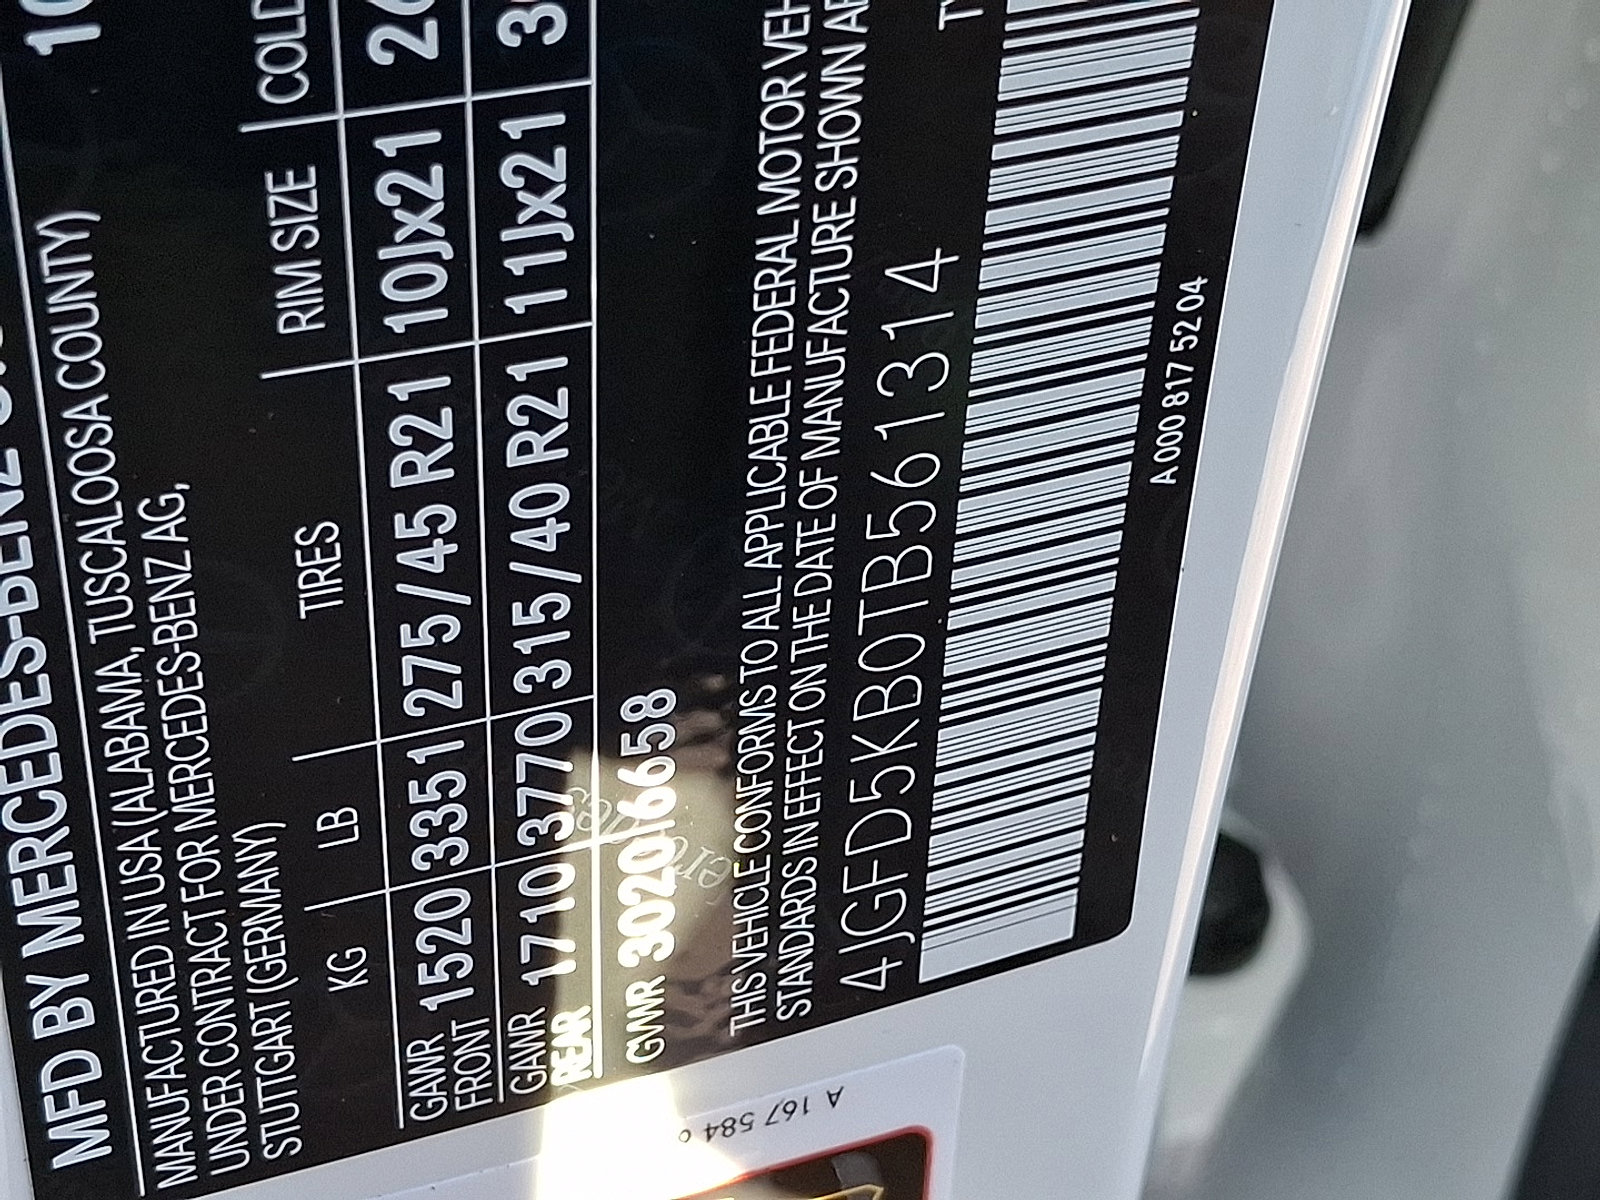 MFD BY MERCEDES-BENZ
MANUFACTURED IN USA (ALABAMA, TUSCALOOSA COUNTY)
UNDER CONTRACT FOR MERCEDES-BENZ AG,
STUTTGART (GERMANY)
KG LB TIRES RIM SIZE COLD
GAWR FRONT 1520 3351 275/45 R21 10Jx21
GAWR REAR 1710 3770 315/40 R21 11Jx21
GWWR 3020/6658
THIS VEHICLE CONFORMS TO ALL APPLICABLE FEDERAL MOTOR VEH
STANDARDS IN EFFECT ON THE DATE OF MANUFACTURE SHOWN
4JGFD5KB0TB561314
A 000 817 52 04
A 167 584